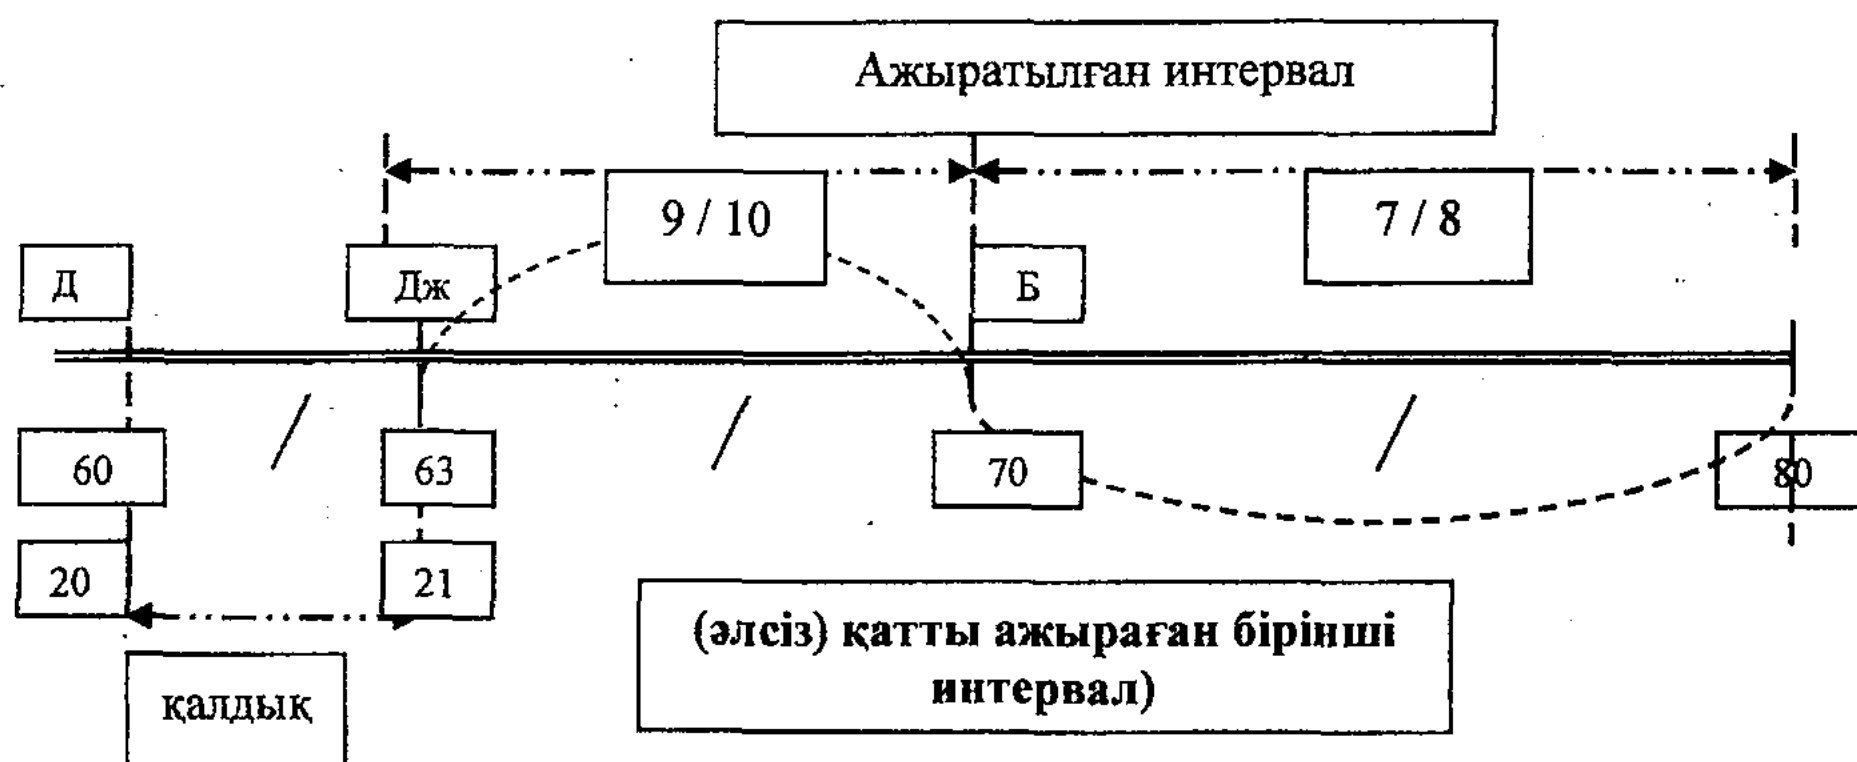 Ажыратылған интервал
9 / 10
7 / 8
Д
Дж
Б
60
63
70
80
20
21
(әлсіз) қатты ажыраған бірінші
интервал)
қалдық